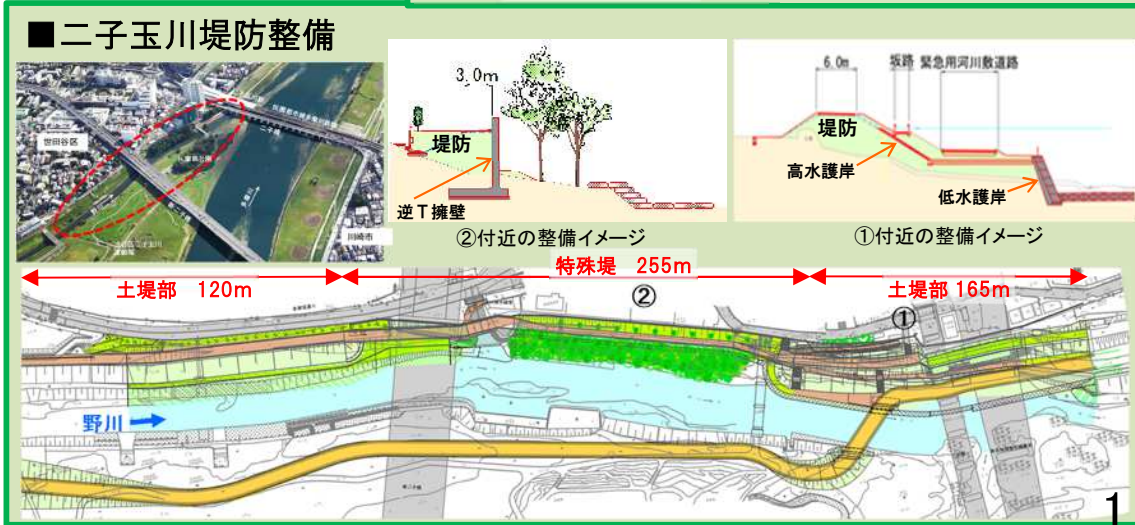 ■二子玉川堤防整備
世田谷区
二子橋
川崎市
3.0m
堤防
逆T擁壁
②付近の整備イメージ
6.0m
坂路
緊急用河川敷道路
堤防
高水護岸
低水護岸
①付近の整備イメージ
土堤部 120m
特殊堤 255m
土堤部 165m
②
①
野川
1